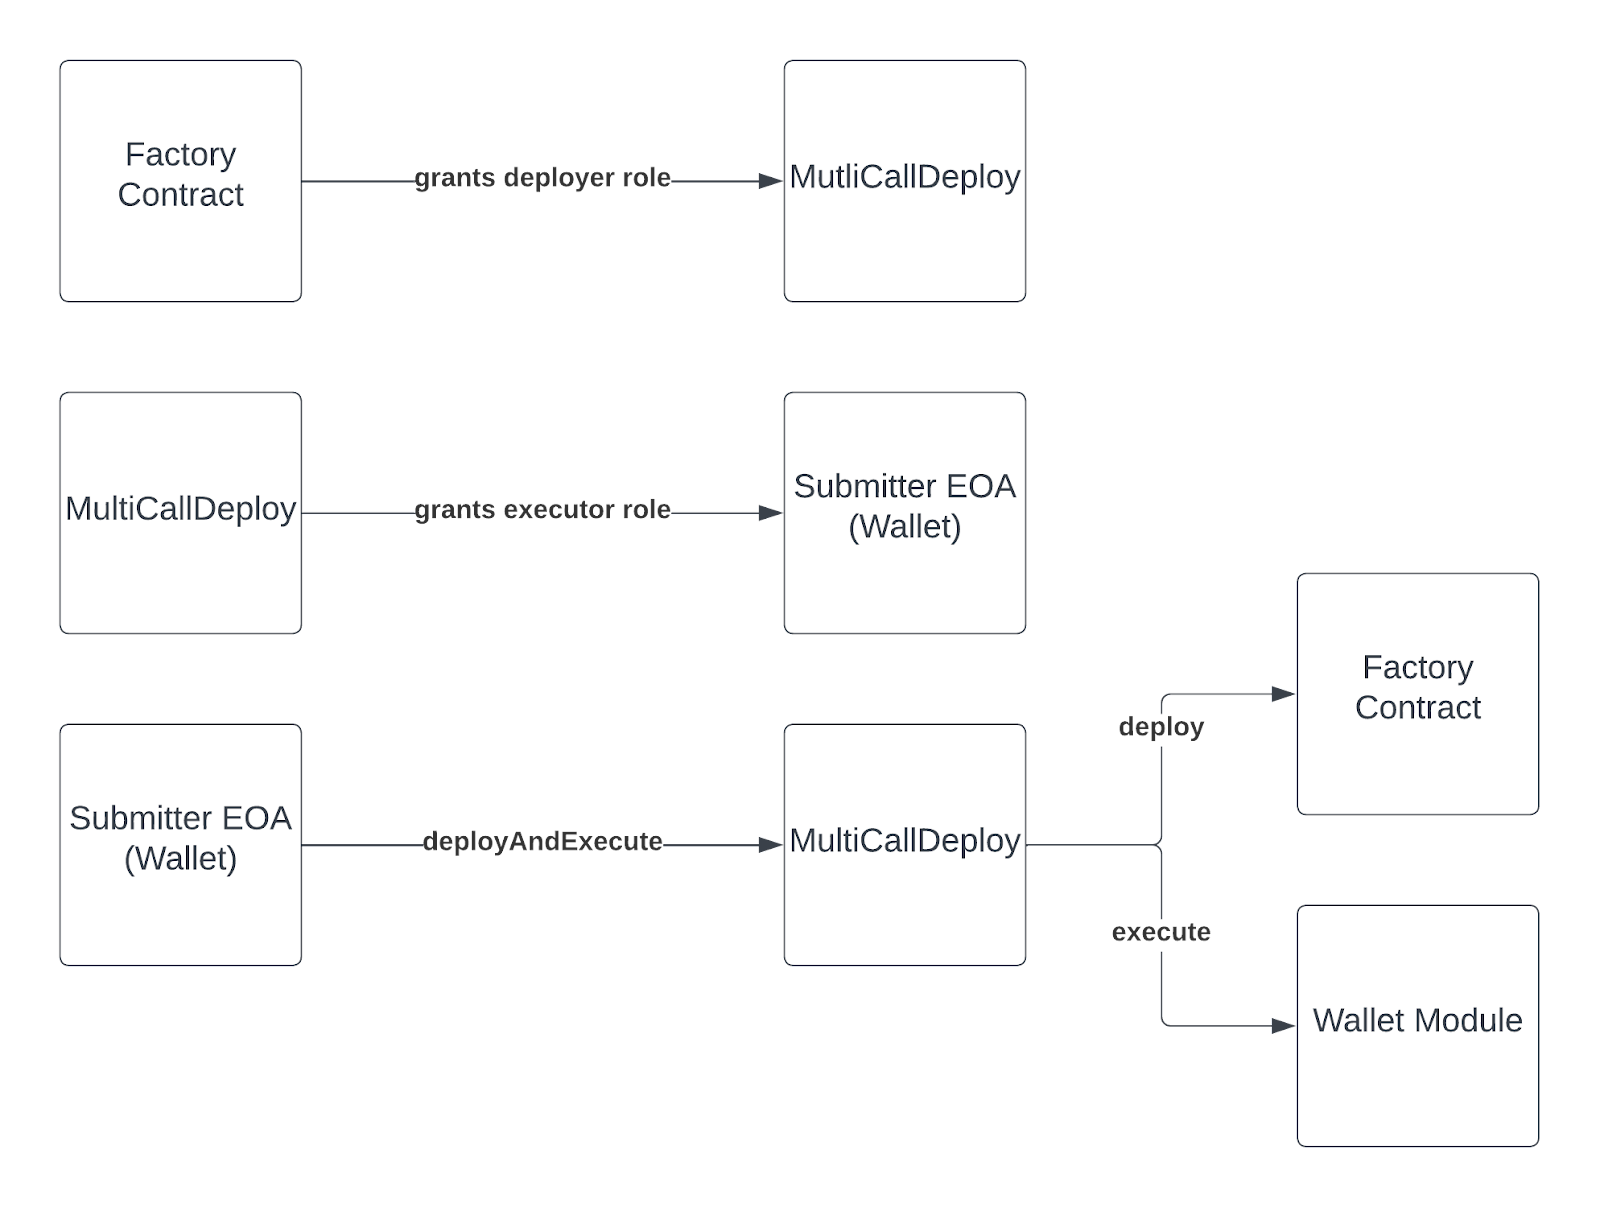 Factory
Contract
grants deployer role
MutliCallDeploy
MultiCallDeploy
grants executor role
Submitter EOA
(Wallet)
Submitter EOA
(Wallet)
deployAndExecute
MultiCallDeploy
deploy
Factory
Contract
execute
Wallet Module